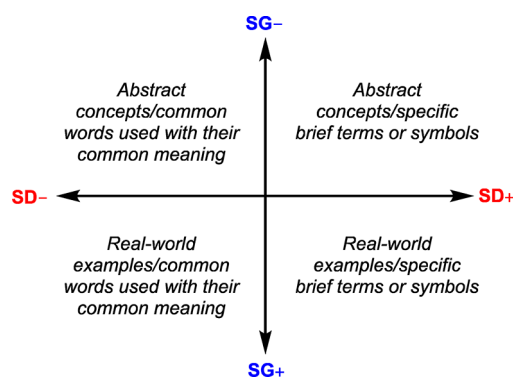 SG−
Abstract
concepts/common
words used with their
common meaning
Abstract
concepts/specific
brief terms or symbols
SD−
SD+
Real-world
examples/common
words used with their
common meaning
Real-world
examples/specific
brief terms or symbols
SG+